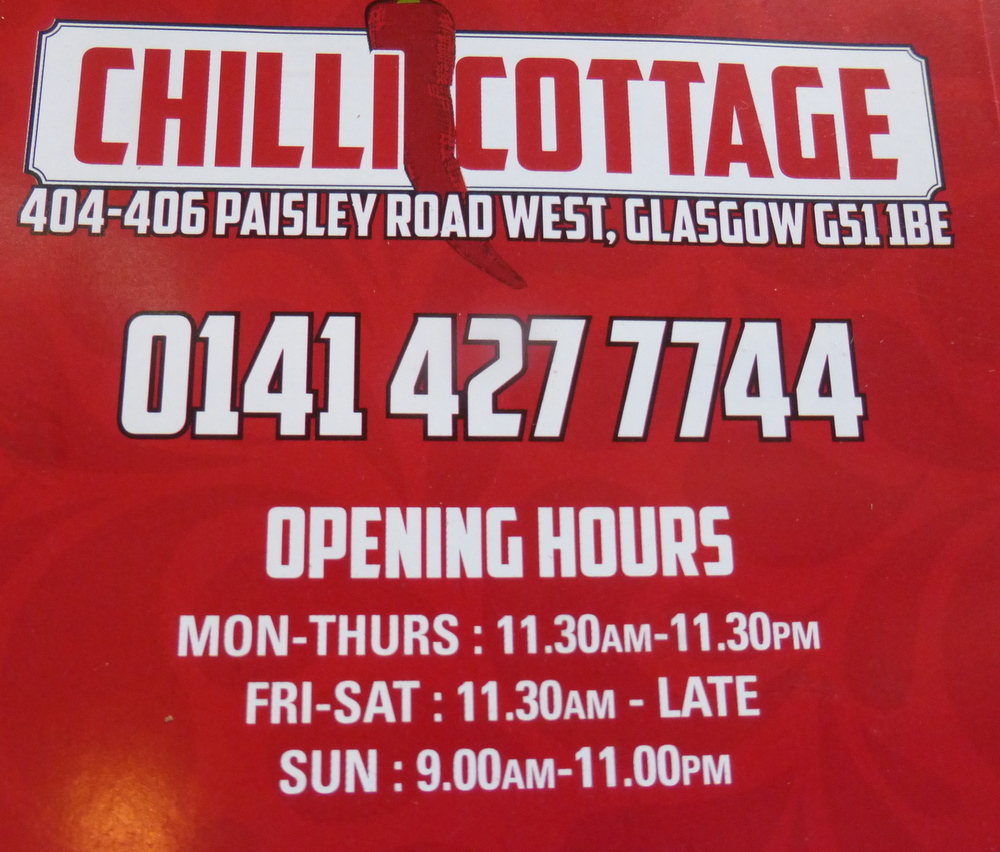 CHILLI COTTAGE
404-406 PAISLEY ROAD WEST, GLASGOW G51 1BE
0141 427 7744
OPENING HOURS
MON-THURS : 11.30AM-11.30PM
FRI-SAT : 11.30AM - LATE
SUN : 9.00AM-11.00PM